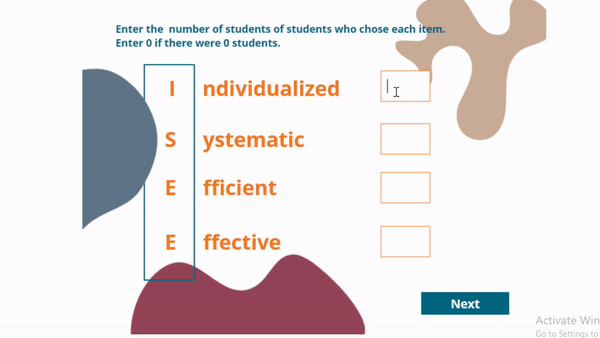 Enter the number of students of students who chose each item.
Enter 0 if there were 0 students.
I ndividualized
S ystematic
E fficient
E ffective
Next
Activate Win
Go to Settings to